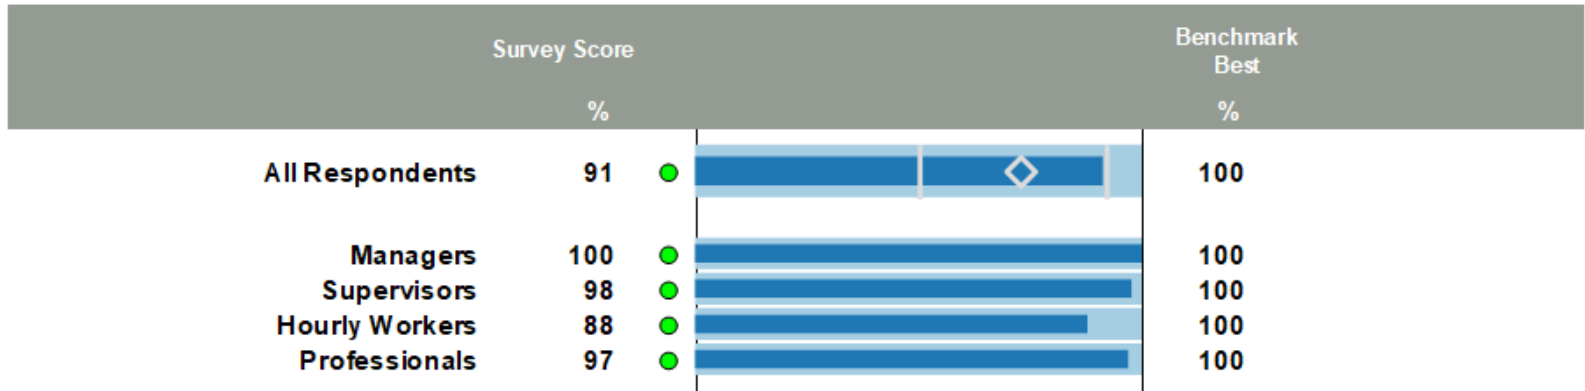 Survey Score
%
Benchmark
Best
%
All Respondents 91 100
Managers 100 100
Supervisors 98 100
Hourly Workers 88 100
Professionals 97 100